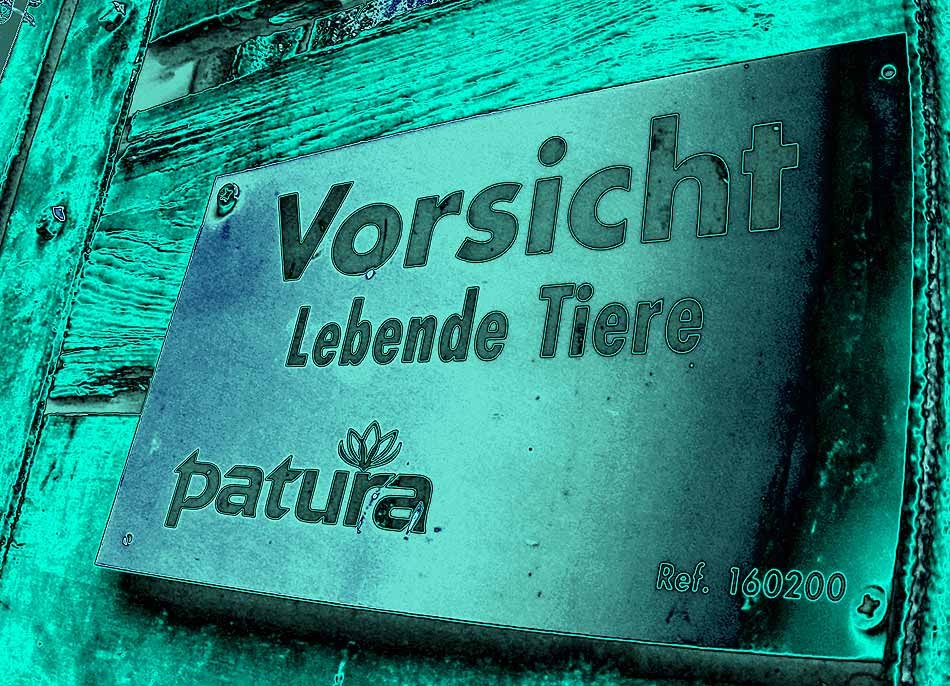 Vorsicht
Lebende Tiere
patura
Ref. 160200